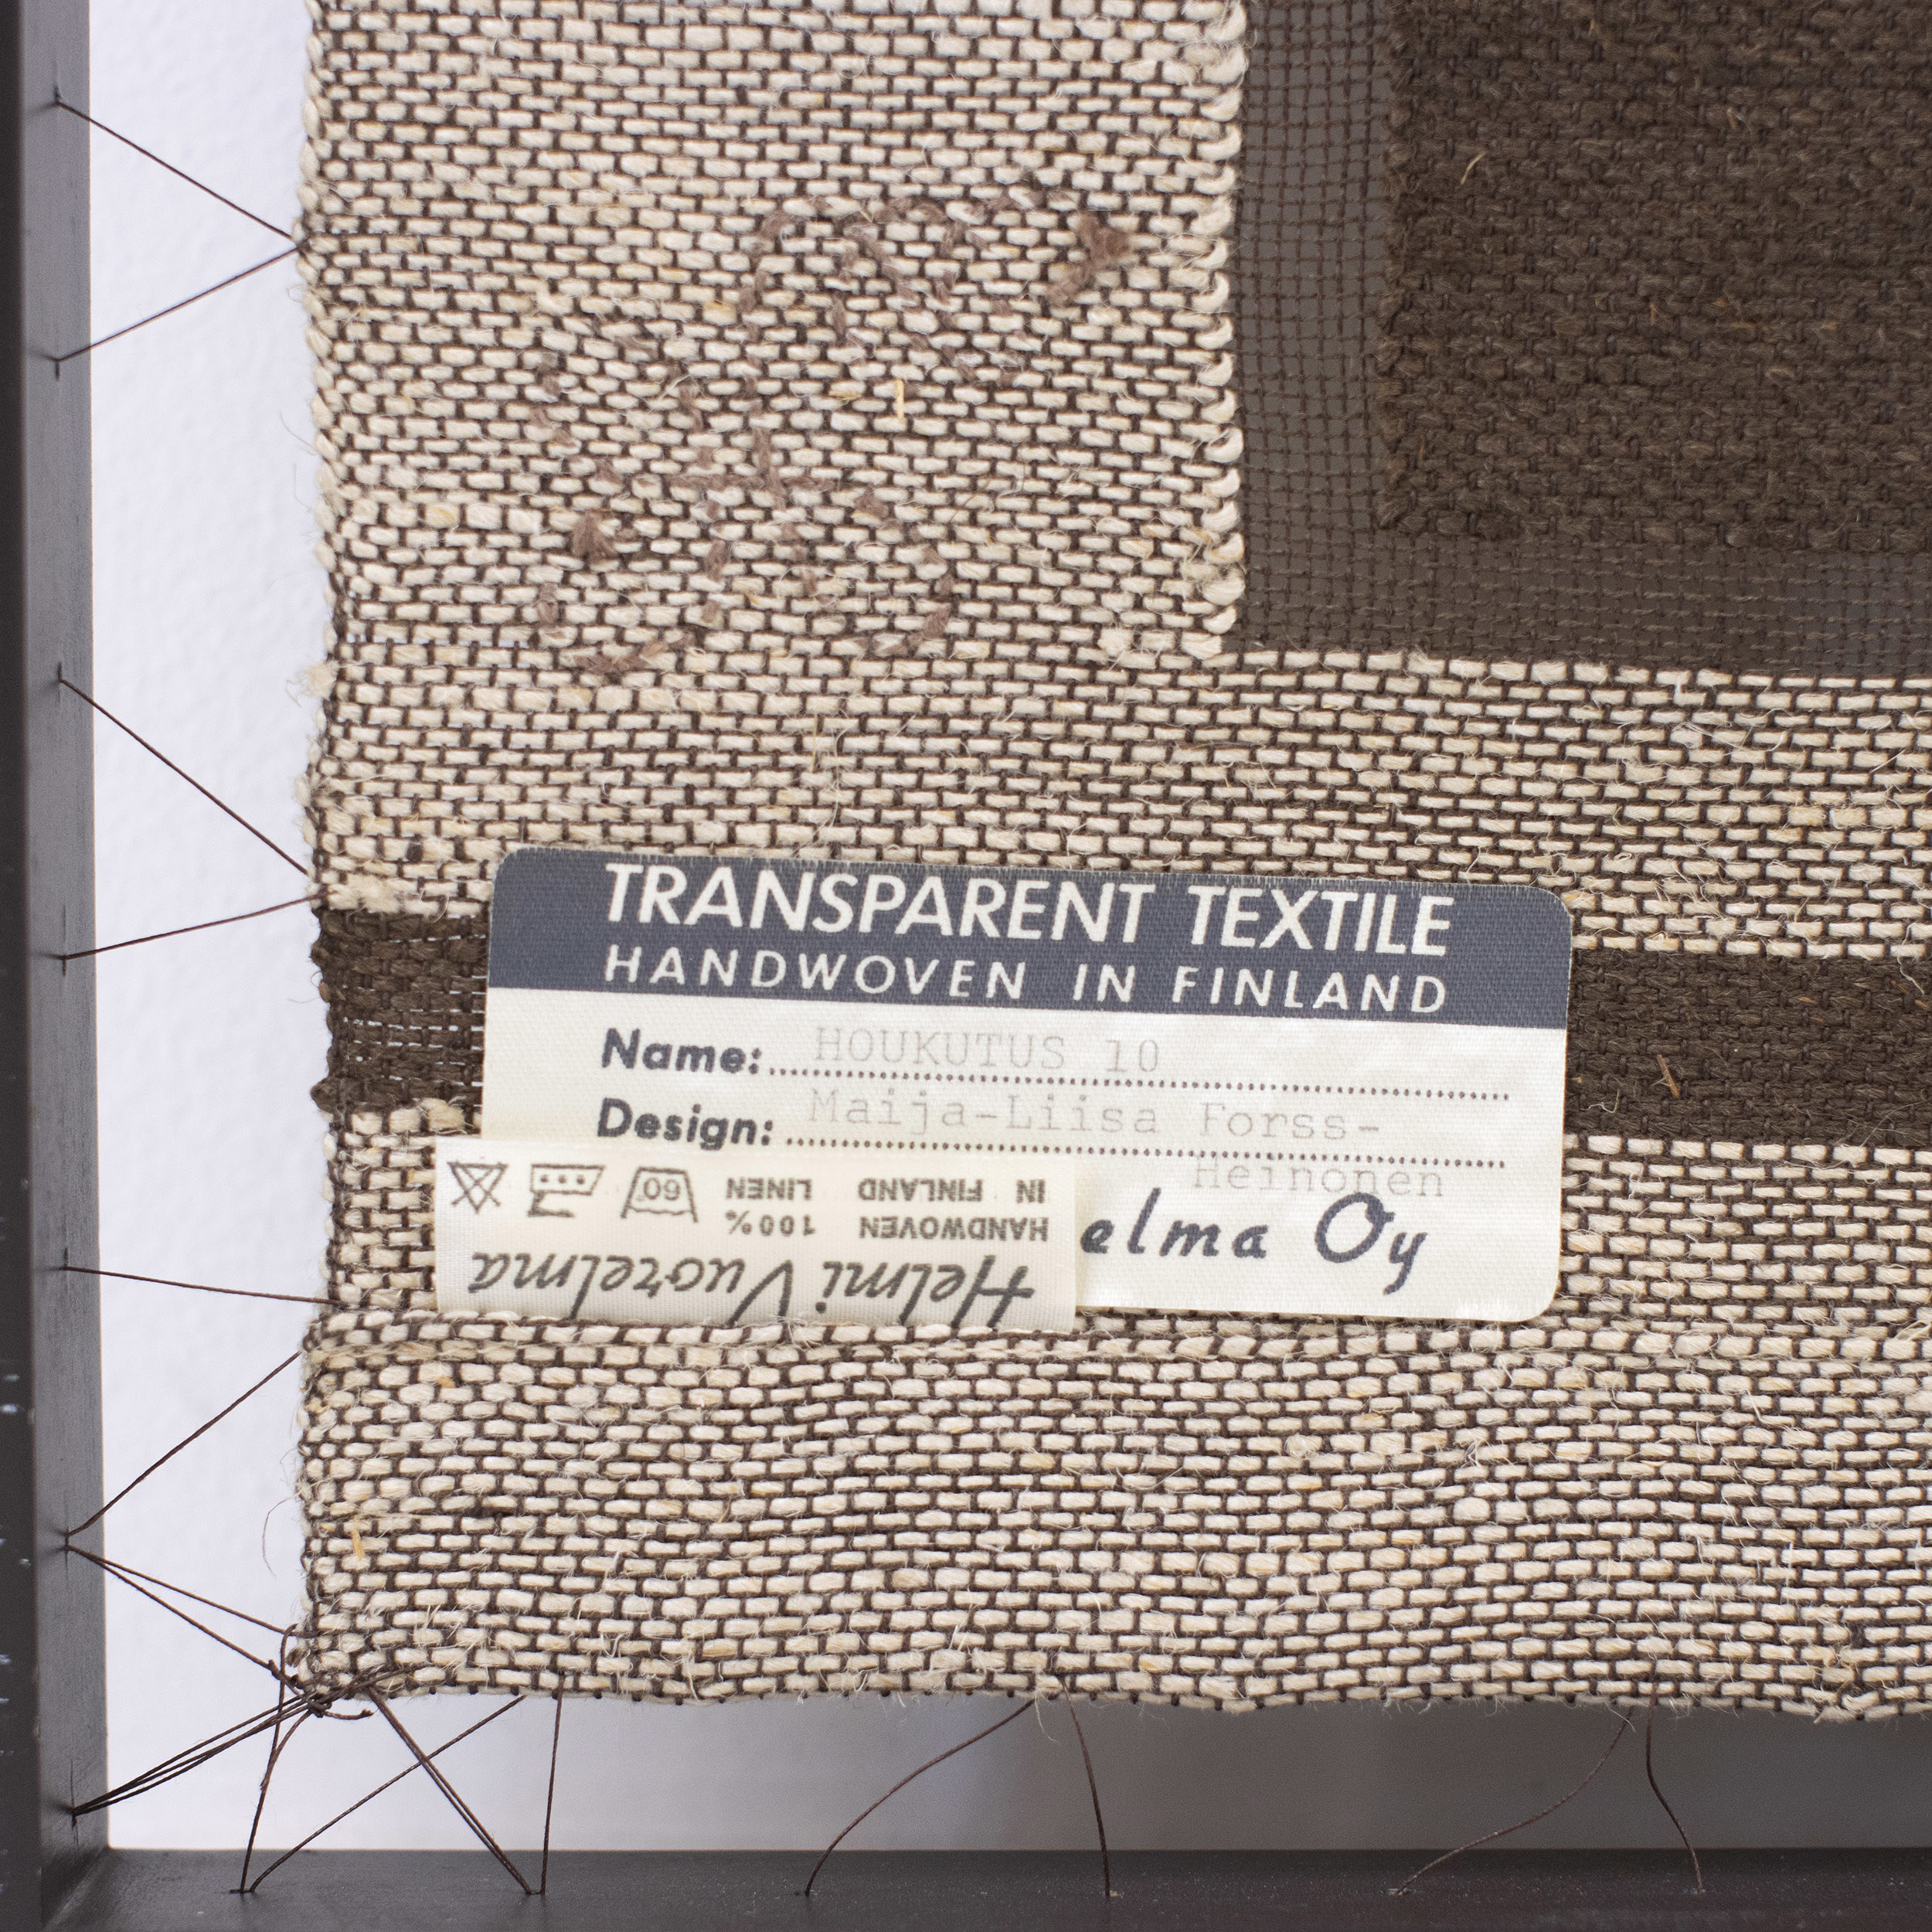 TRANSPARENT TEXTILE
HANDWOVEN IN FINLAND
Name: HOUKUTUS 10
Design: Maija-Liisa Forss-
Heinonen
elma Oy
Helmi Vuorelma
HANDWOVEN 100%
IN FINLAND LINEN 60